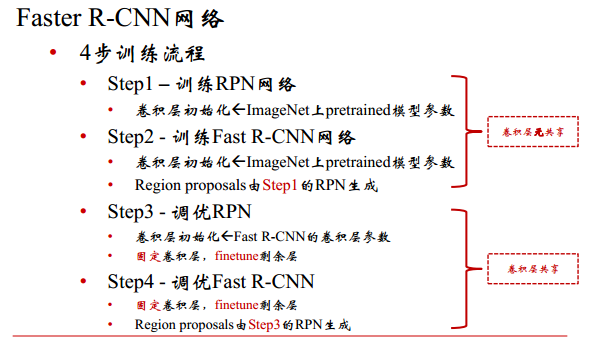 Faster R-CNN网络
• 4步训练流程
• Step1 – 训练RPN网络
• 卷积层初始化←ImageNet上pretrained模型参数
• Step2 - 训练Fast R-CNN网络
• 卷积层初始化←ImageNet上pretrained模型参数
• Region proposals由Step1的RPN生成
卷积层无共享
• Step3 - 调优RPN
• 卷积层初始化←Fast R-CNN的卷积层参数
• 固定卷积层，finetune剩余层
• Step4 - 调优Fast R-CNN
• 固定卷积层，finetune剩余层
• Region proposals由Step3的RPN生成
卷积层共享